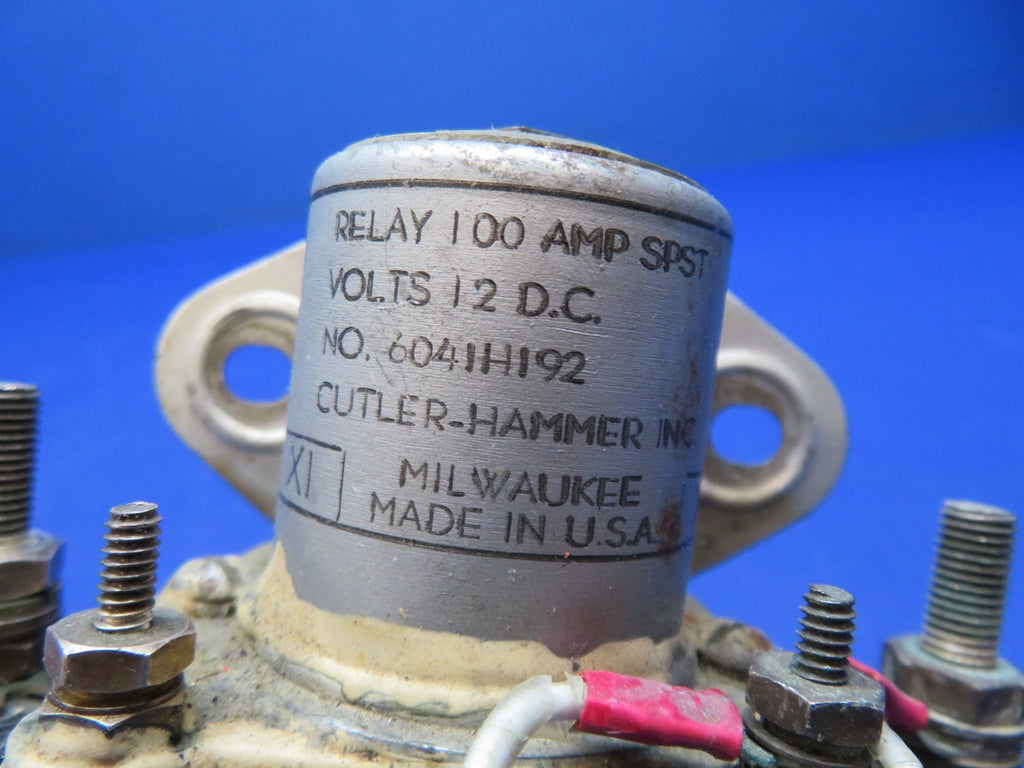 RELAY 100 AMP SPST
VOLTS 12 D.C.
NO. 6041H192
CUTLER-HAMMER INC.
XI
MILWAUKEE
MADE IN U.S.A.